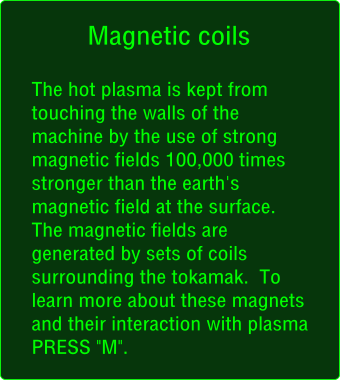 Magnetic coils
The hot plasma is kept from
touching the walls of the
machine by the use of strong
magnetic fields 100,000 times
stronger than the earth's
magnetic field at the surface.
The magnetic fields are
generated by sets of coils
surrounding the tokamak.  To
learn more about these magnets
and their interaction with plasma
PRESS "M".